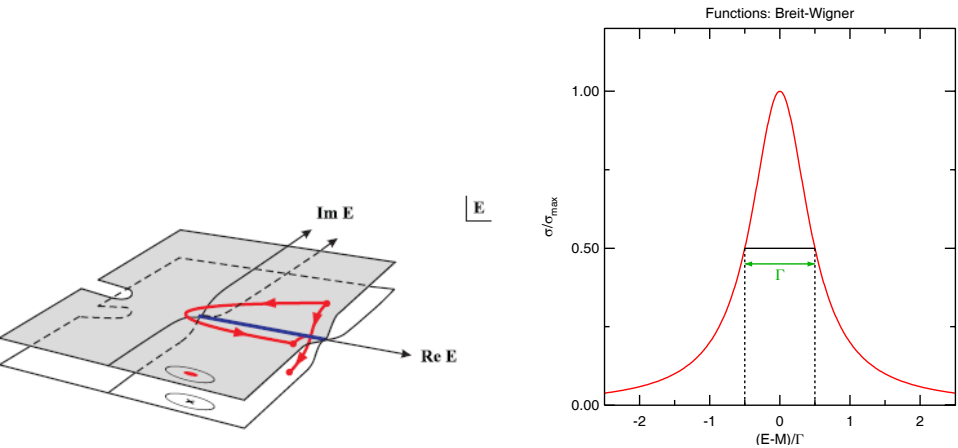 Im E
E
Re E
-
+
Functions: Breit-Wigner
σ/σmax
1.00
0.50
0.00
Γ
-2 -1 0 1 2
(E-M)/Γ